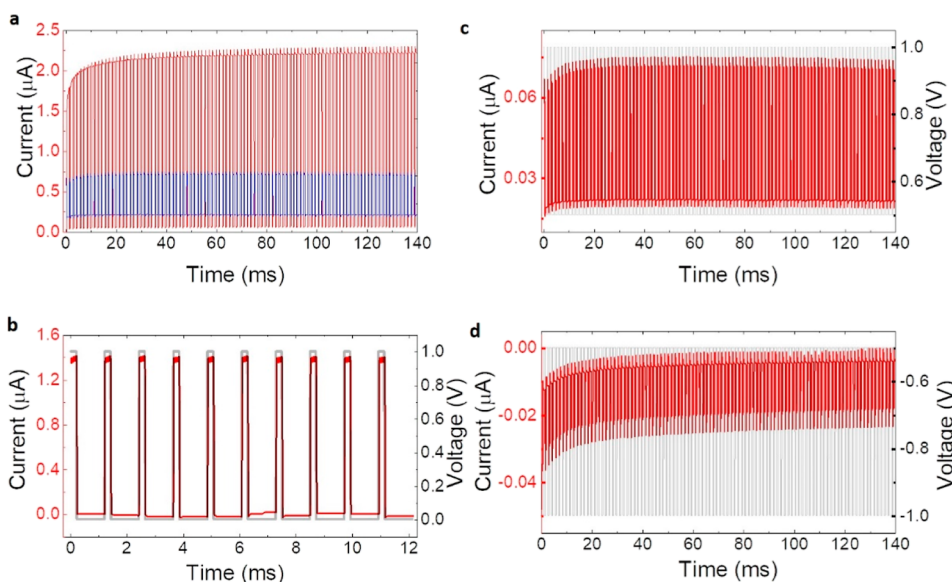 a
2.5
2.0
1.5
1.0
0.5
0.0
Current (μA)
0 20 40 60 80 100 120 140
Time (ms)
c
0.06
0.03
Current (μA)
1.0
0.8
0.6
Voltage (V)
0 20 40 60 80 100 120 140
Time (ms)
b
1.6
1.2
0.8
0.4
0.0
Current (μA)
1.0
0.8
0.6
0.4
0.2
0.0
Voltage (V)
0 2 4 6 8 10 12
Time (ms)
d
0.00
-0.02
-0.04
Current (μA)
-0.6
-0.8
-1.0
Voltage (V)
0 20 40 60 80 100 120 140
Time (ms)